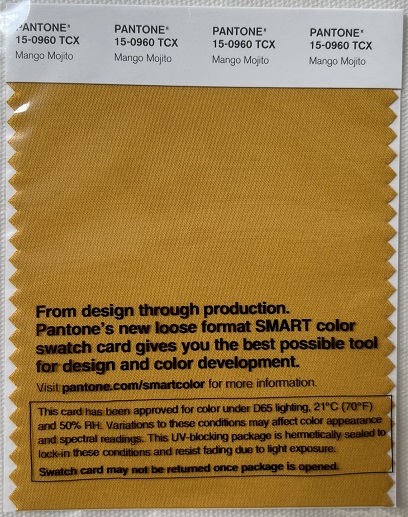 PANTONE® PANTONE® PANTONE® PANTONE®
15-0960 TCX 15-0960 TCX 15-0960 TCX 15-0960 TCX
Mango Mojito Mango Mojito Mango Mojito Mango Mojito
From design through production.
Pantone's new loose format SMART color
swatch card gives you the best possible tool
for design and color development.
Visit pantone.com/smartcolor for more information.
This card has been approved for color under D65 lighting, 21°C (70°F)
and 50% RH. Variations to these conditions may affect color appearance
and spectral readings. This UV-blocking package is hermetically sealed to
lock-in these conditions and resist fading due to light exposure.
Swatch card may not be returned once package is opened.